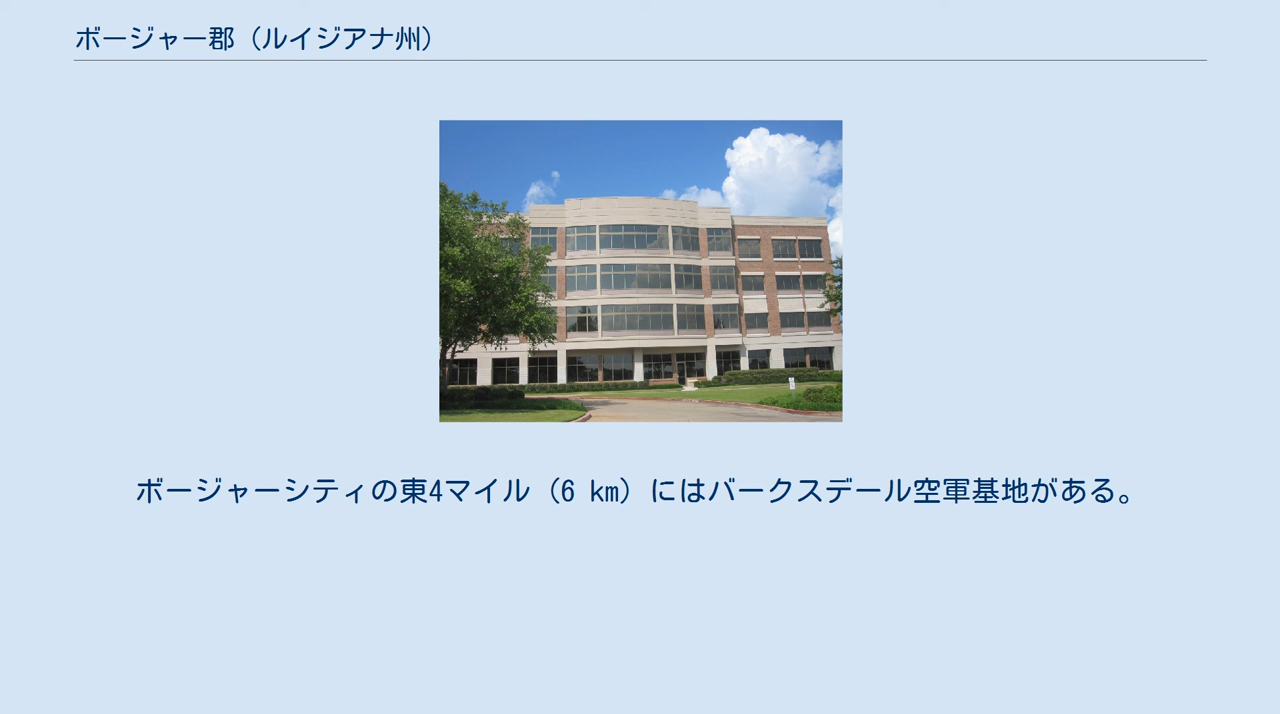 ボージャー郡（ルイジアナ州）
ボージャーシティの東4マイル（6 km）にはバークスデール空軍基地がある。